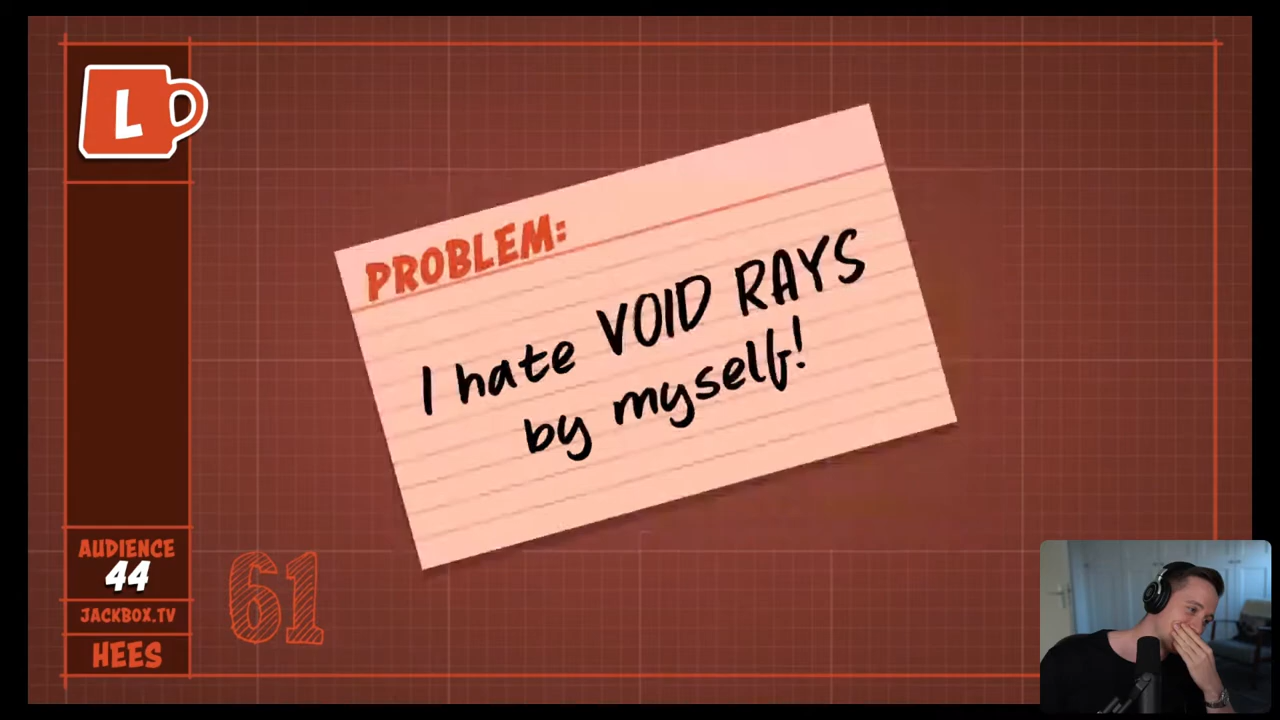 L
PROBLEM:
I hate VOID RAYS
by myself!
AUDIENCE
44
JACKBOX.TV
HEES
61